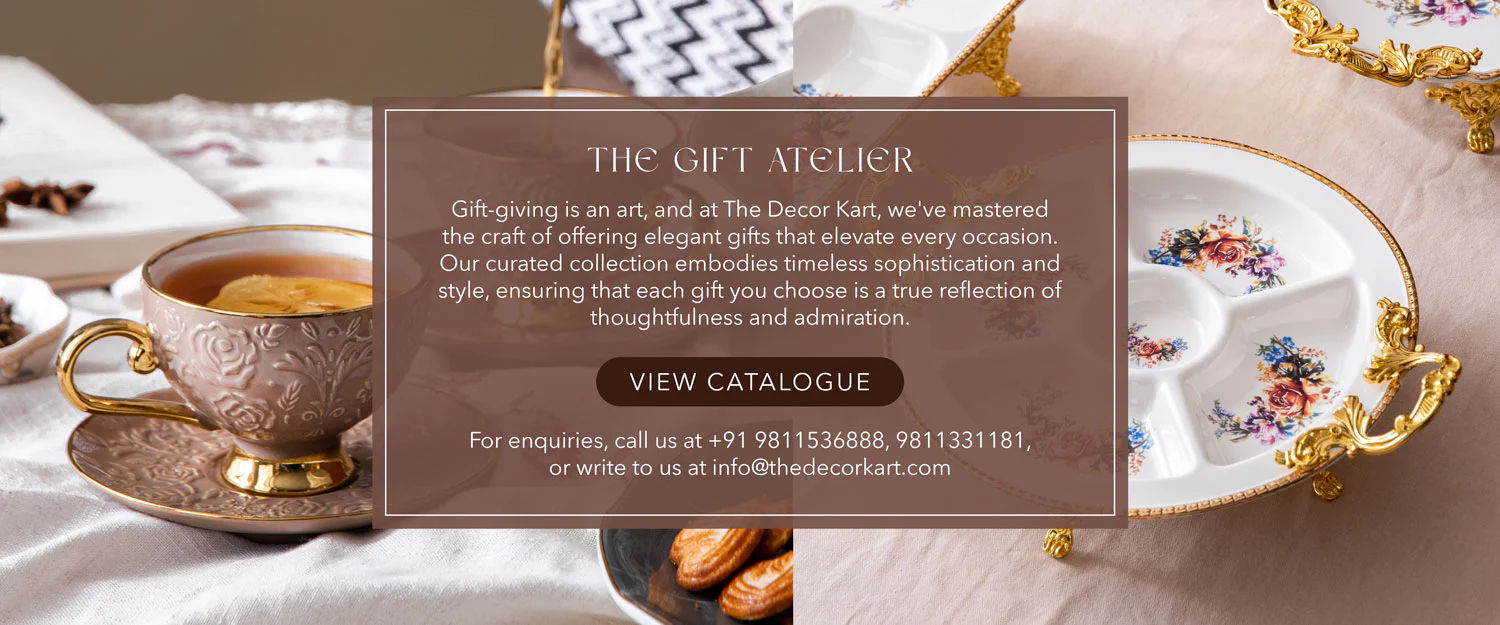 THE GIFT ATELIER
Gift-giving is an art, and at The Decor Kart, we've mastered
the craft of offering elegant gifts that elevate every occasion.
Our curated collection embodies timeless sophistication and
style, ensuring that each gift you choose is a true reflection of
thoughtfulness and admiration.
VIEW CATALOGUE
For enquiries, call us at +91 9811536888, 9811331181,
or write to us at info@thedecorkart.com